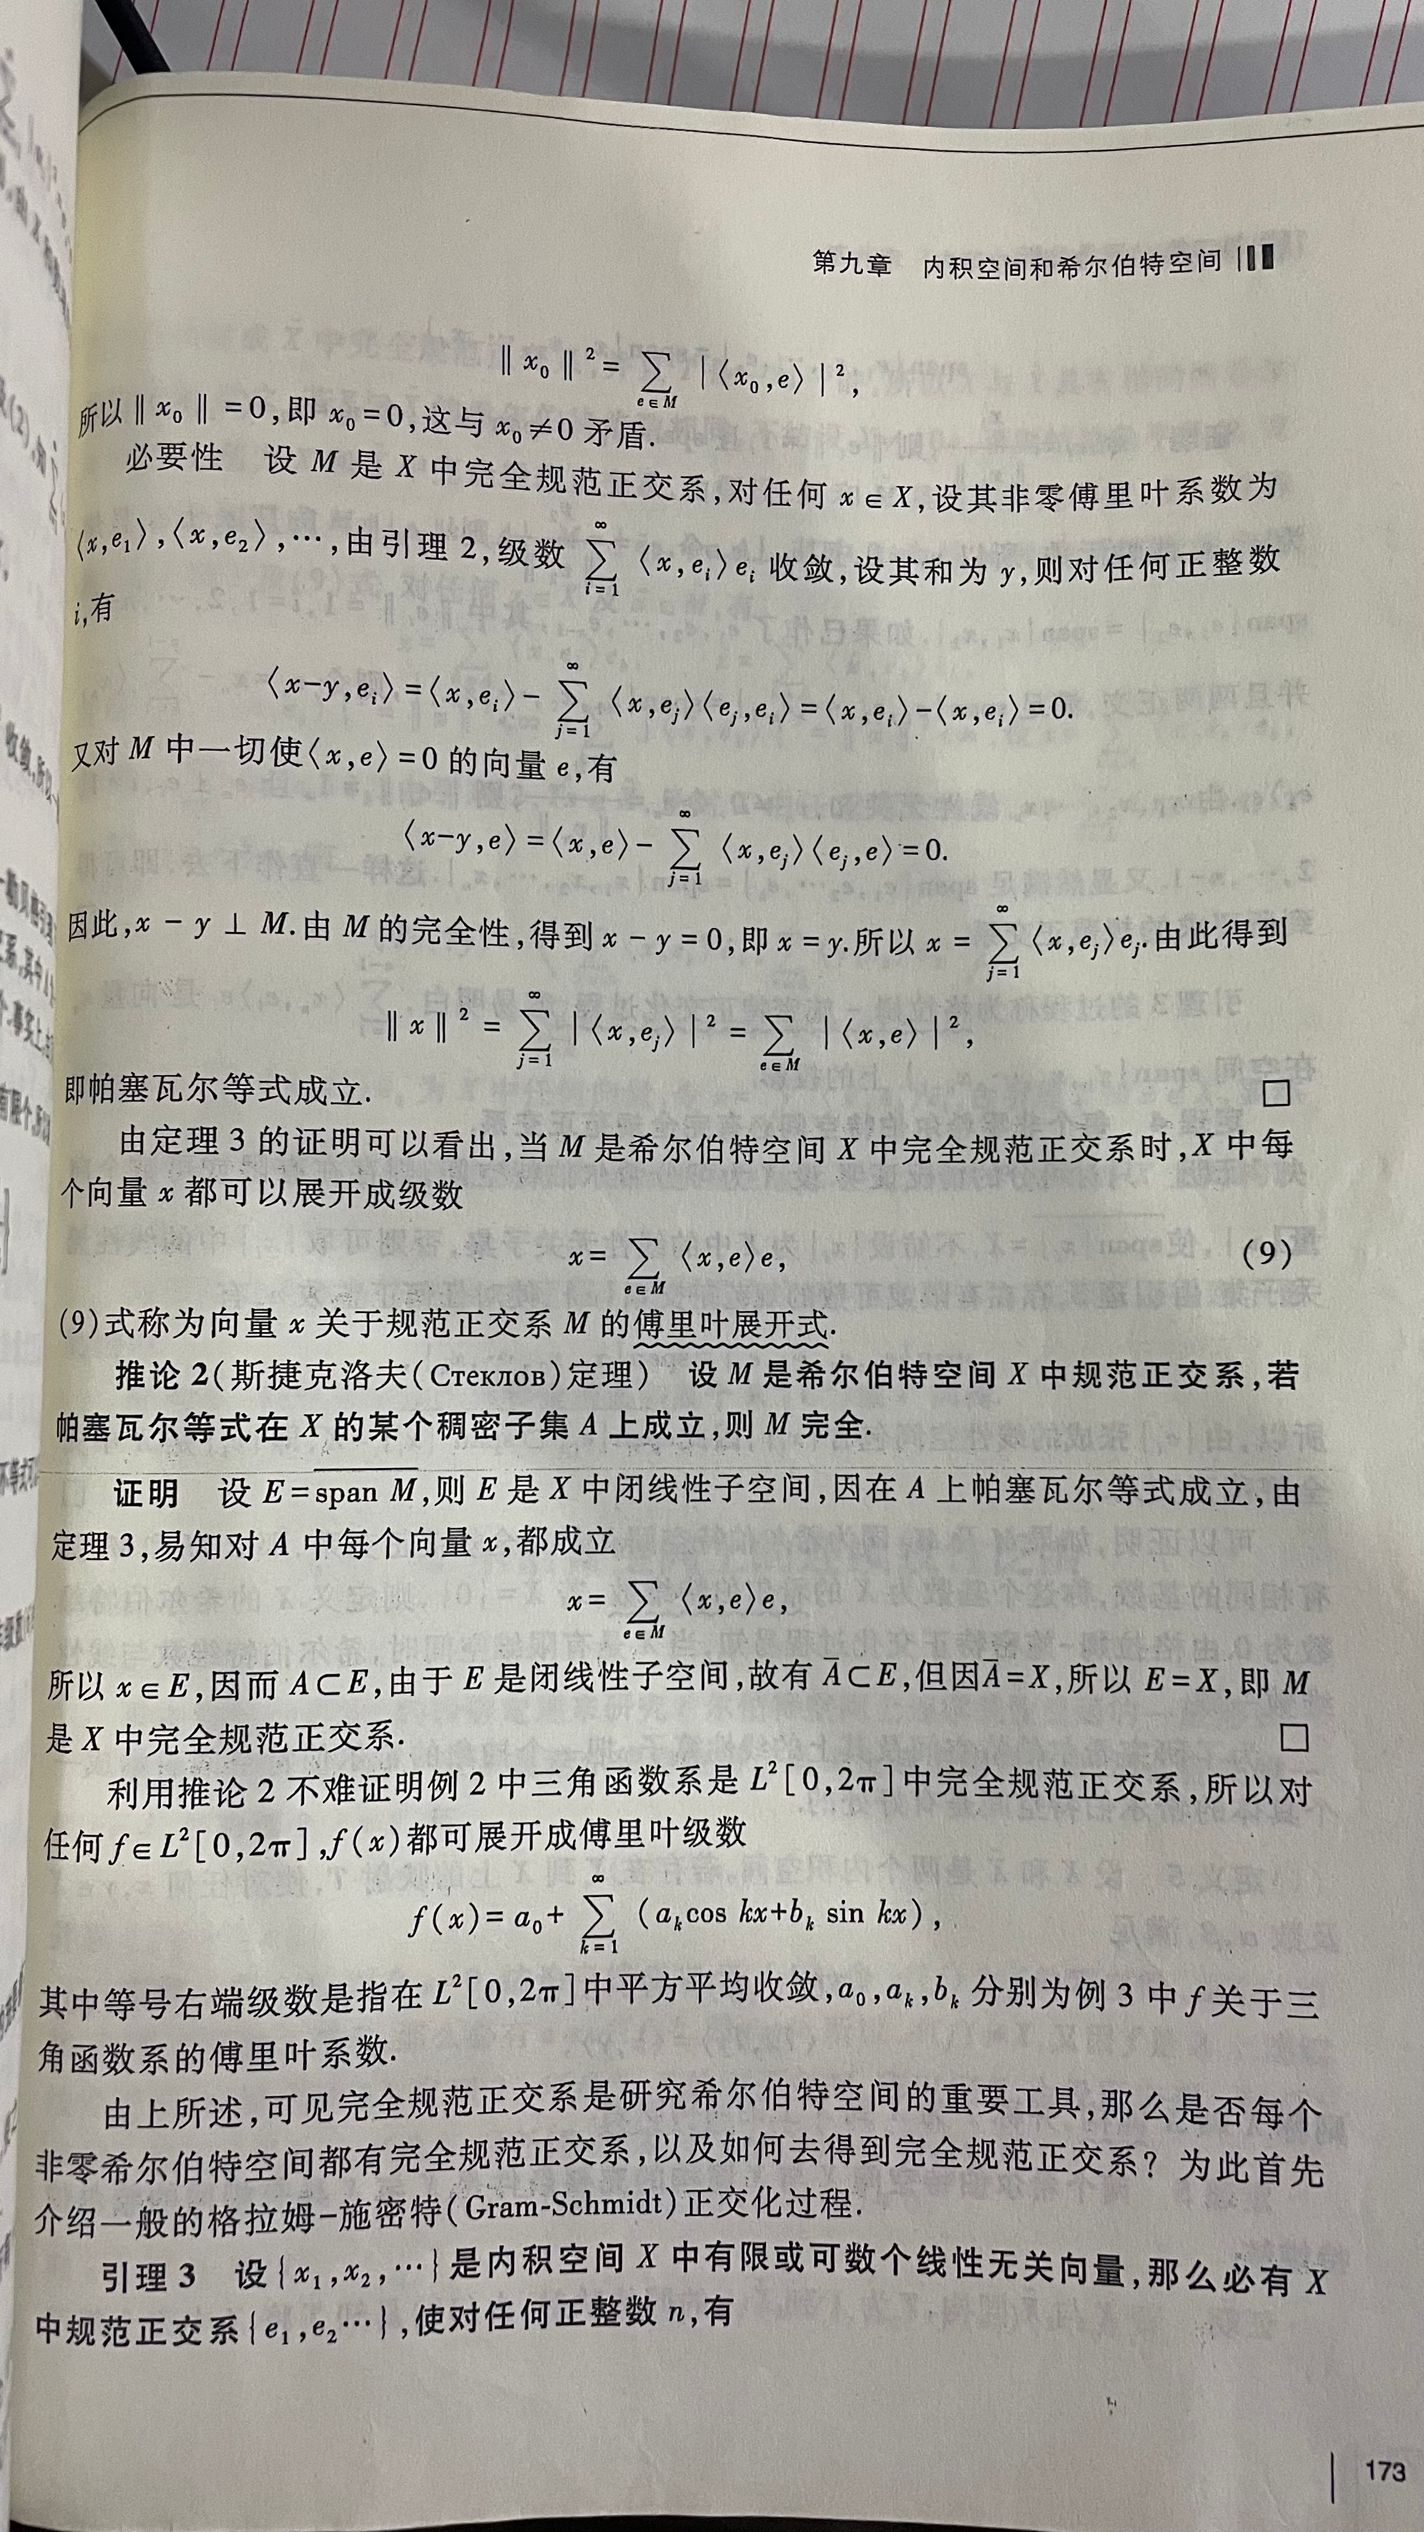 第九章 内积空间和希尔伯特空间
‖x₀‖² = ∑_{e∈M} |⟨x₀,e⟩|²,
所以‖x₀‖=0,即 x₀=0,这与 x₀≠0 矛盾.
必要性 设 M 是 X 中完全规范正交系,对任何 x∈X,设其非零傅里叶系数为
⟨x,e₁⟩,⟨x,e₂⟩,⋯,由引理 2,级数 ∑_{i=1}^{∞} ⟨x,eᵢ⟩eᵢ 收敛,设其和为 y,则对任何正整数
i,有
⟨x-y,eᵢ⟩=⟨x,eᵢ⟩- ∑_{j=1}^{∞} ⟨x,eⱼ⟩⟨eⱼ,eᵢ⟩=⟨x,eᵢ⟩-⟨x,eᵢ⟩=0.
又对 M 中一切使⟨x,e⟩=0 的向量 e,有
⟨x-y,e⟩=⟨x,e⟩- ∑_{j=1}^{∞} ⟨x,eⱼ⟩⟨eⱼ,e⟩=0.
因此,x-y⊥M.由 M 的完全性,得到 x-y=0,即 x=y.所以 x= ∑_{j=1}^{∞} ⟨x,eⱼ⟩eⱼ.由此得到
‖x‖² = ∑_{j=1}^{∞} |⟨x,eⱼ⟩|² = ∑_{e∈M} |⟨x,e⟩|²,
即帕塞瓦尔等式成立. □
由定理 3 的证明可以看出,当 M 是希尔伯特空间 X 中完全规范正交系时,X 中每
个向量 x 都可以展开成级数
x= ∑_{e∈M} ⟨x,e⟩e, (9)
(9)式称为向量 x 关于规范正交系 M 的傅里叶展开式.
推论 2(斯捷克洛夫(Стеклов)定理) 设 M 是希尔伯特空间 X 中规范正交系,若
帕塞瓦尔等式在 X 的某个稠密子集 A 上成立,则 M 完全.
证明 设 E=\overline{span M},则 E 是 X 中闭线性子空间,因在 A 上帕塞瓦尔等式成立,由
定理 3,易知对 A 中每个向量 x,都成立
x= ∑_{e∈M} ⟨x,e⟩e,
所以 x∈E,因而 A⊂E,由于 E 是闭线性子空间,故有 Ā⊂E,但因Ā=X,所以 E=X,即 M
是 X 中完全规范正交系. □
利用推论 2 不难证明例 2 中三角函数系是 L²[0,2π]中完全规范正交系,所以对
任何 f∈L²[0,2π],f(x)都可展开成傅里叶级数
f(x)=a₀+ ∑_{k=1}^{∞} (aₖcos kx+bₖ sin kx),
其中等号右端级数是指在 L²[0,2π]中平方平均收敛,a₀,aₖ,bₖ 分别为例 3 中 f 关于三
角函数系的傅里叶系数.
由上所述,可见完全规范正交系是研究希尔伯特空间的重要工具,那么是否每个
非零希尔伯特空间都有完全规范正交系,以及如何去得到完全规范正交系? 为此首先
介绍一般的格拉姆-施密特(Gram-Schmidt)正交化过程.
引理 3 设{x₁,x₂,⋯}是内积空间 X 中有限或可数个线性无关向量,那么必有 X
中规范正交系{e₁,e₂⋯},使对任何正整数 n,有
173